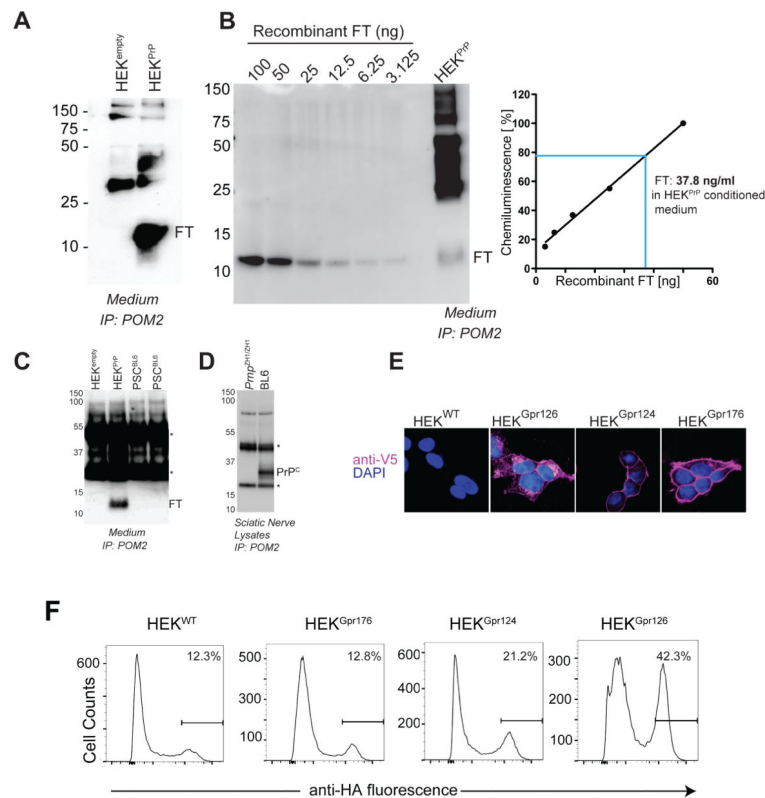 A
HEKempty
HEKPrP
150 -
75 -
50 -
25 -
10 -
FT
Medium
IP: POM2
B
Recombinant FT (ng)
100
50
25
12.5
6.25
3.125
HEKPrP
150
75
50
25
15
10
FT
Medium
IP: POM2
Chemiluminescence [ %]
120
100
80
60
40
20
0
0
60
Recombinant FT [ng]
FT: 37.8 ng/ml
in HEKPrP conditioned
medium
C
HEKempty
HEKPrP
PSCBL6
PSCBL6
150
100
55
37
25
15
10
*
*
FT
Medium
IP: POM2
D
PrnpZH1/ZH1
BL6
150
100
55
37
25
15
10
*
PrPC
*
Sciatic Nerve
Lysates
IP: POM2
E
HEKWT
HEKGpr126
HEKGpr124
HEKGpr176
anti-V5
DAPI
F
HEKWT
HEKGpr176
HEKGpr124
HEKGpr126
Cell Counts
600
400
200
12.3%
500
400
300
200
100
12.8%
600
400
200
21.2%
300
200
100
42.3%
anti-HA fluorescence